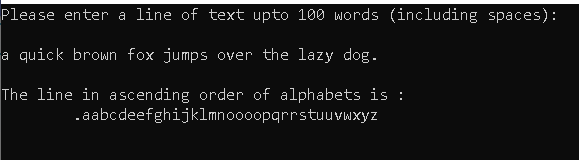 Please enter a line of text upto 100 words (including spaces):
a quick brown fox jumps over the lazy dog.
The line in ascending order of alphabets is :
.aabcdeefghijklmnoooopqrrstuuvwxyz